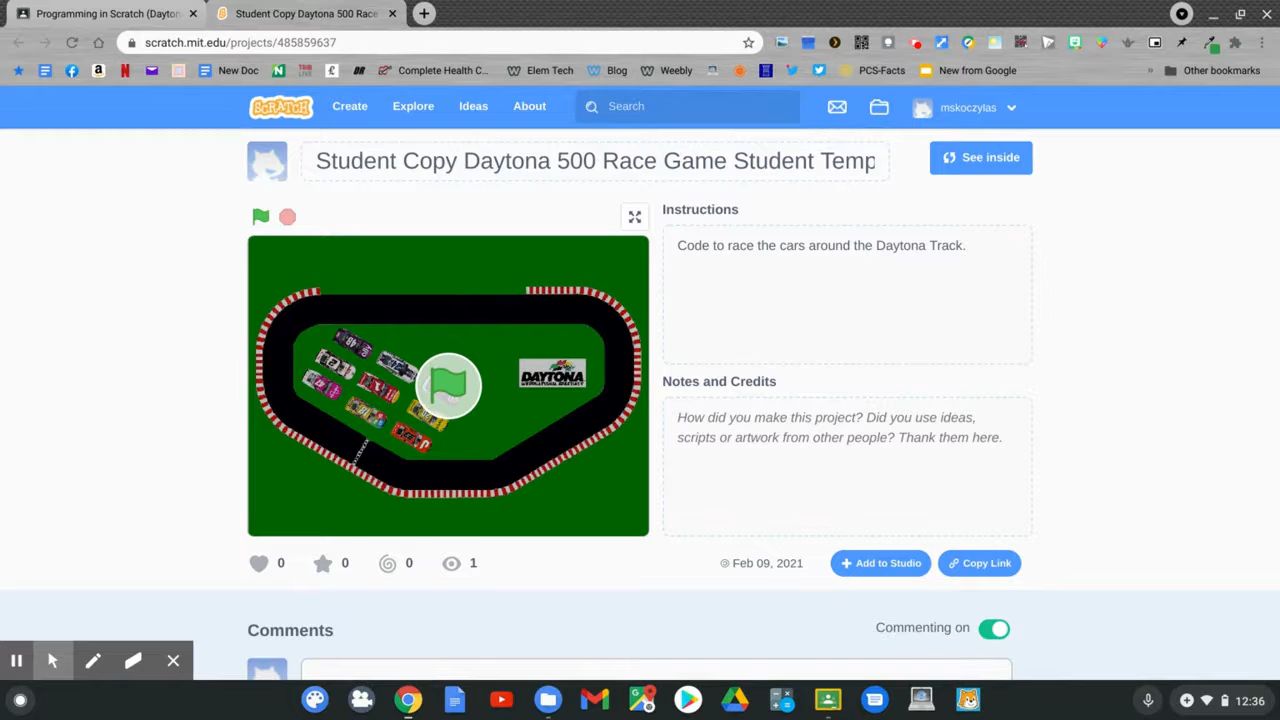 Programming in Scratch (Dayton
Student Copy Daytona 500 Race
scratch.mit.edu/projects/485859637
New Doc
Complete Health C...
Elem Tech
Blog
Weebly
PCS-Facts
New from Google
»
Other bookmarks
SCRATCH
Create
Explore
Ideas
About
Search
mskoczylas
Student Copy Daytona 500 Race Game Student Temp
See inside
Instructions
Code to race the cars around the Daytona Track.
DAYTONA
Notes and Credits
How did you make this project? Did you use ideas,
scripts or artwork from other people? Thank them here.
0
0
0
1
Feb 09, 2021
Add to Studio
Copy Link
Comments
Commenting on
12:36